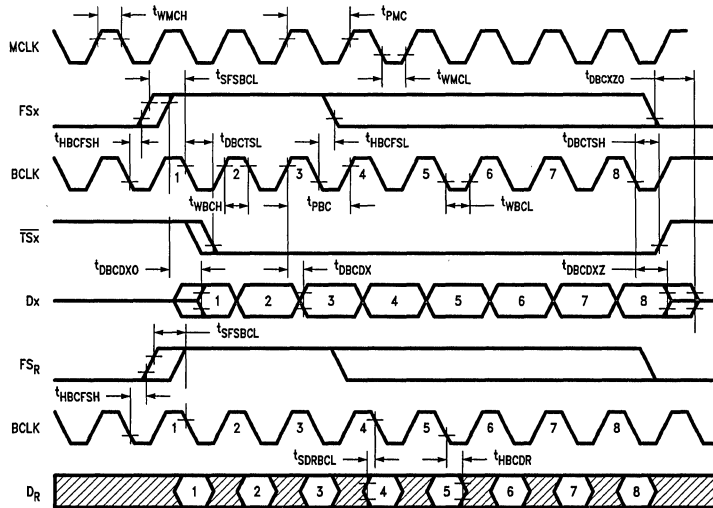 tWMCH tPMC
MCLK
tSFSBCL tWMCL tDBCXZO
FSx
tHBCFSH tDBCTSL tHBCFSL tDBCTSH
BCLK 1 2 3 4 5 6 7 8
tWBCH tPBC tWBCL
TSx
tDBCDXO tDBCDX tDBCDXZ
Dx 1 2 3 4 5 6 7 8
tSFSBCL
FSR
tHBCFSH
BCLK 1 2 3 4 5 6 7 8
tSDRBCL tHBCDR
DR 1 2 3 4 5 6 7 8